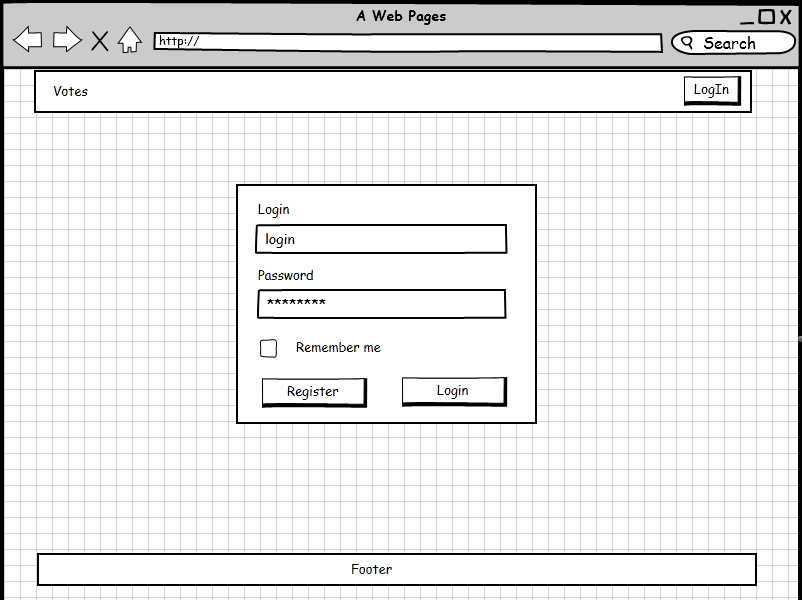 A Web Pages
http://
Search
Votes
LogIn
Login
login
Password
********
Remember me
Register
Login
Footer